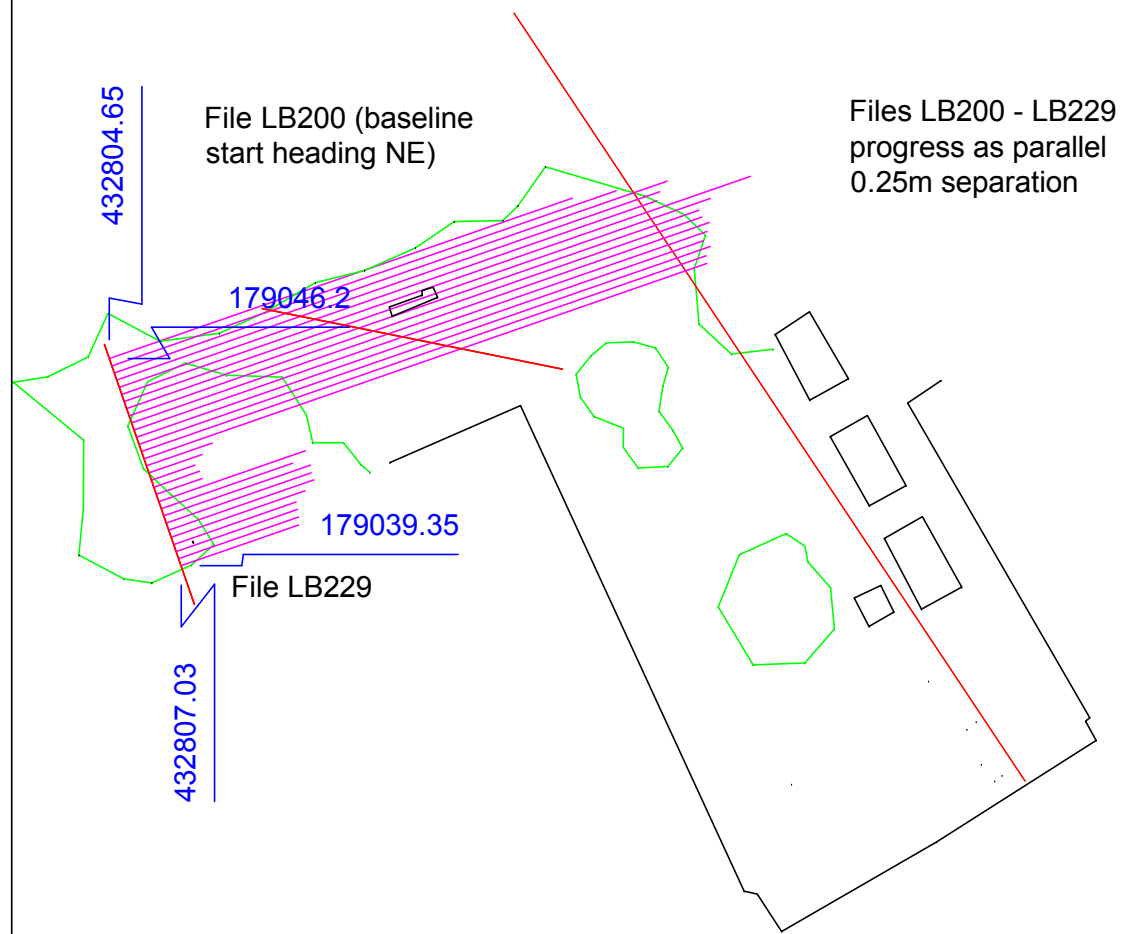 432804.65
File LB200 (baseline
start heading NE)
Files LB200 - LB229
progress as parallel
0.25m separation
179046.2
179039.35
File LB229
432807.03